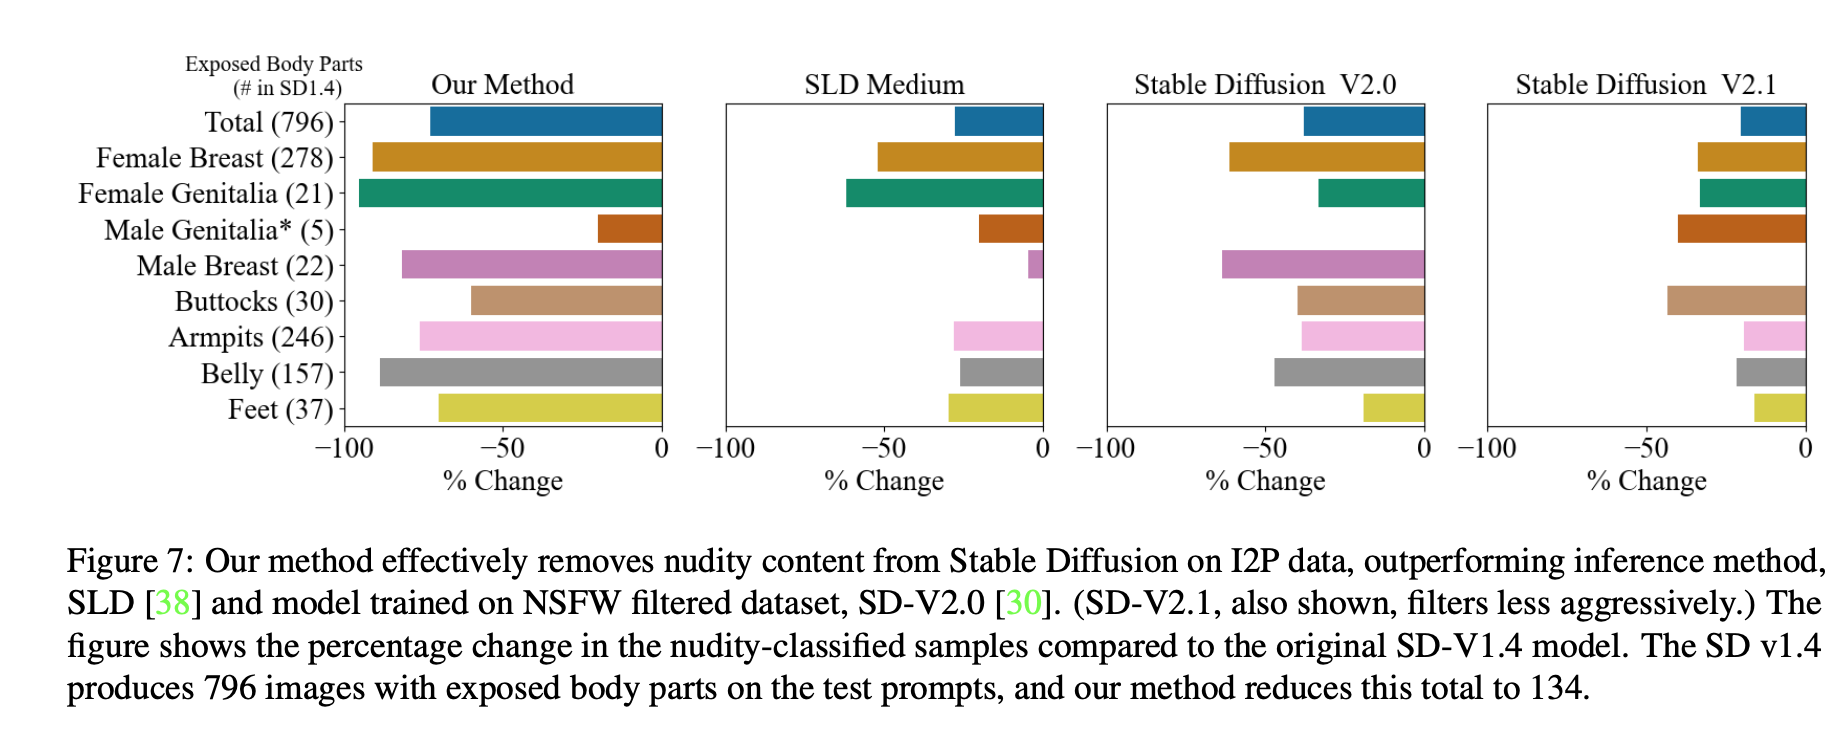 Exposed Body Parts
(# in SD1.4)
Our Method
SLD Medium
Stable Diffusion V2.0
Stable Diffusion V2.1
Total (796)
Female Breast (278)
Female Genitalia (21)
Male Genitalia* (5)
Male Breast (22)
Buttocks (30)
Armpits (246)
Belly (157)
Feet (37)
−100 −50 0
−100 −50 0
−100 −50 0
−100 −50 0
% Change
% Change
% Change
% Change
Figure 7: Our method effectively removes nudity content from Stable Diffusion on I2P data, outperforming inference method,
SLD [38] and model trained on NSFW filtered dataset, SD-V2.0 [30]. (SD-V2.1, also shown, filters less aggressively.) The
figure shows the percentage change in the nudity-classified samples compared to the original SD-V1.4 model. The SD v1.4
produces 796 images with exposed body parts on the test prompts, and our method reduces this total to 134.